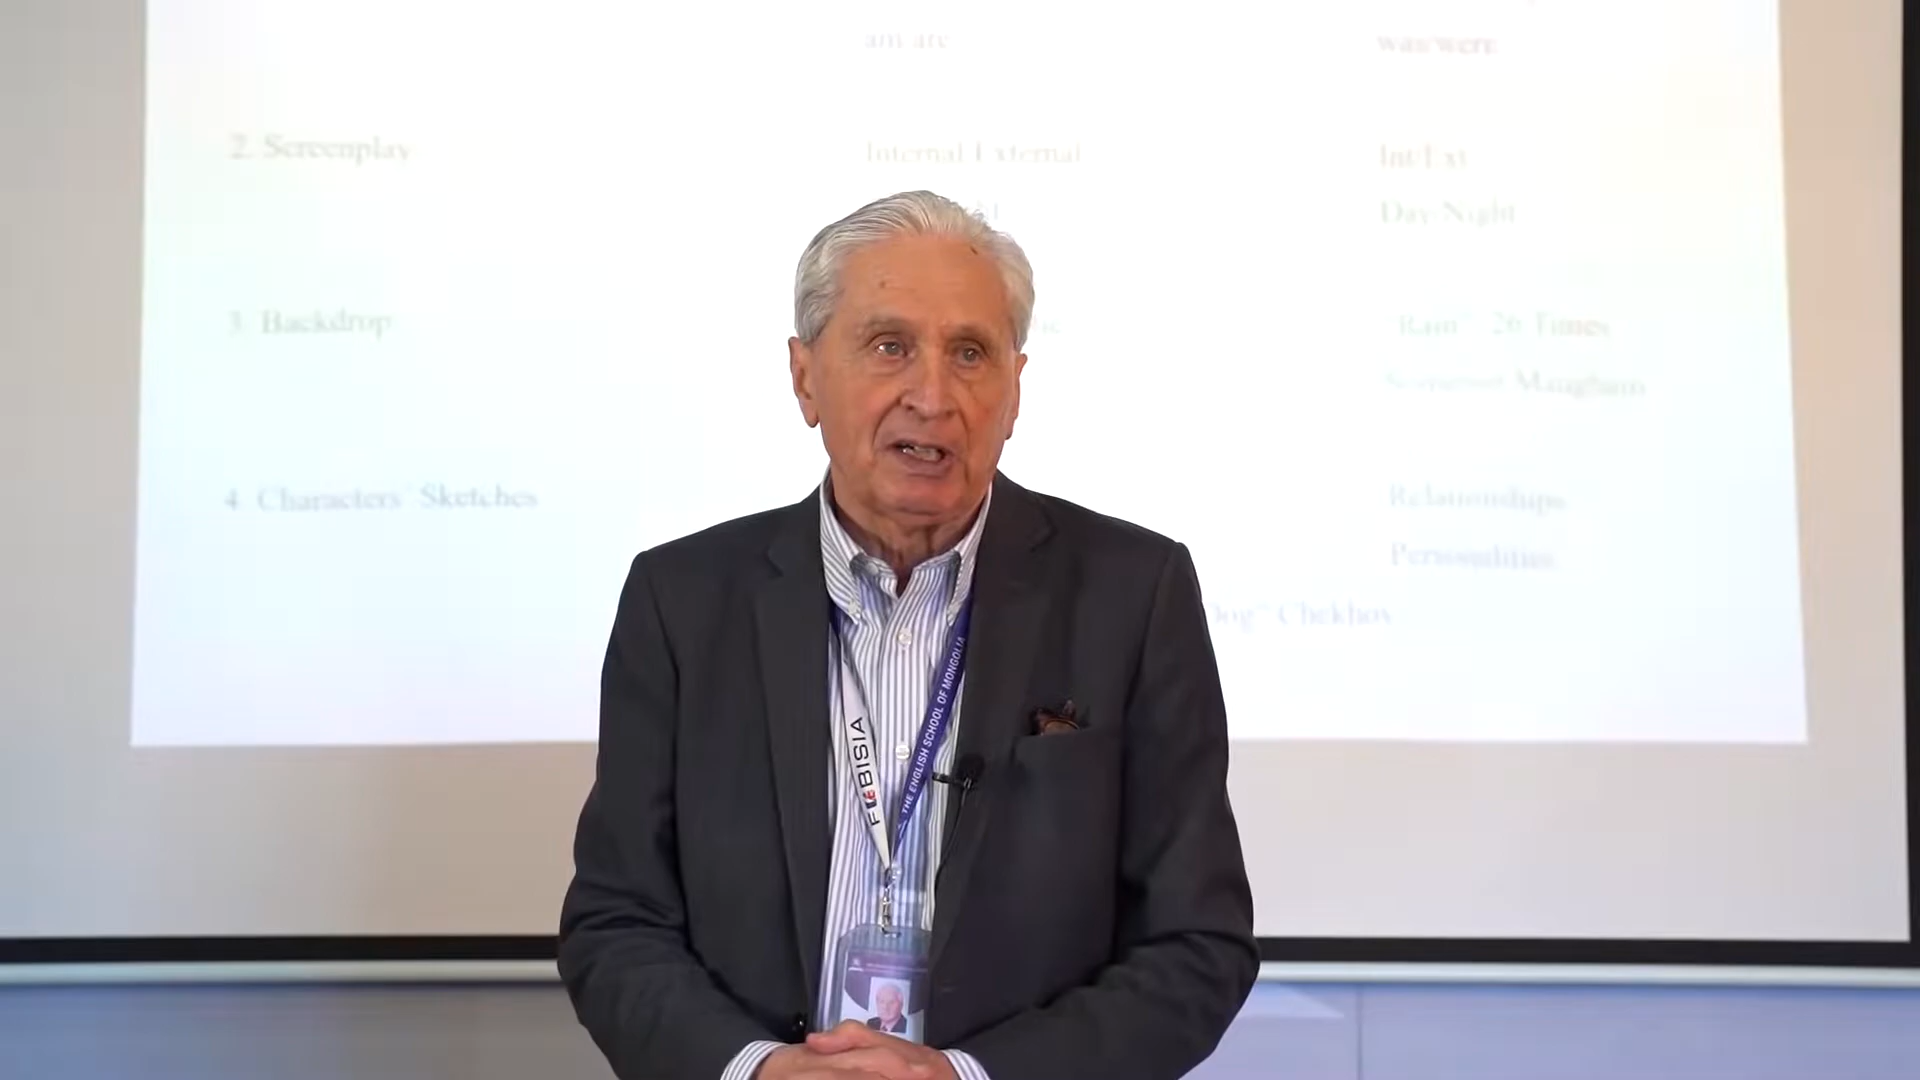 am are
was/were
2. Screenplay
Internal External
Int/Ext
Day/Night
3. Backdrop
"Rain" 26 Times
Somerset Maugham
4. Characters' Sketches
Relationships
Personalities
Dog" Chekhov
FOBISIA
THE ENGLISH SCHOOL OF MONGOLIA